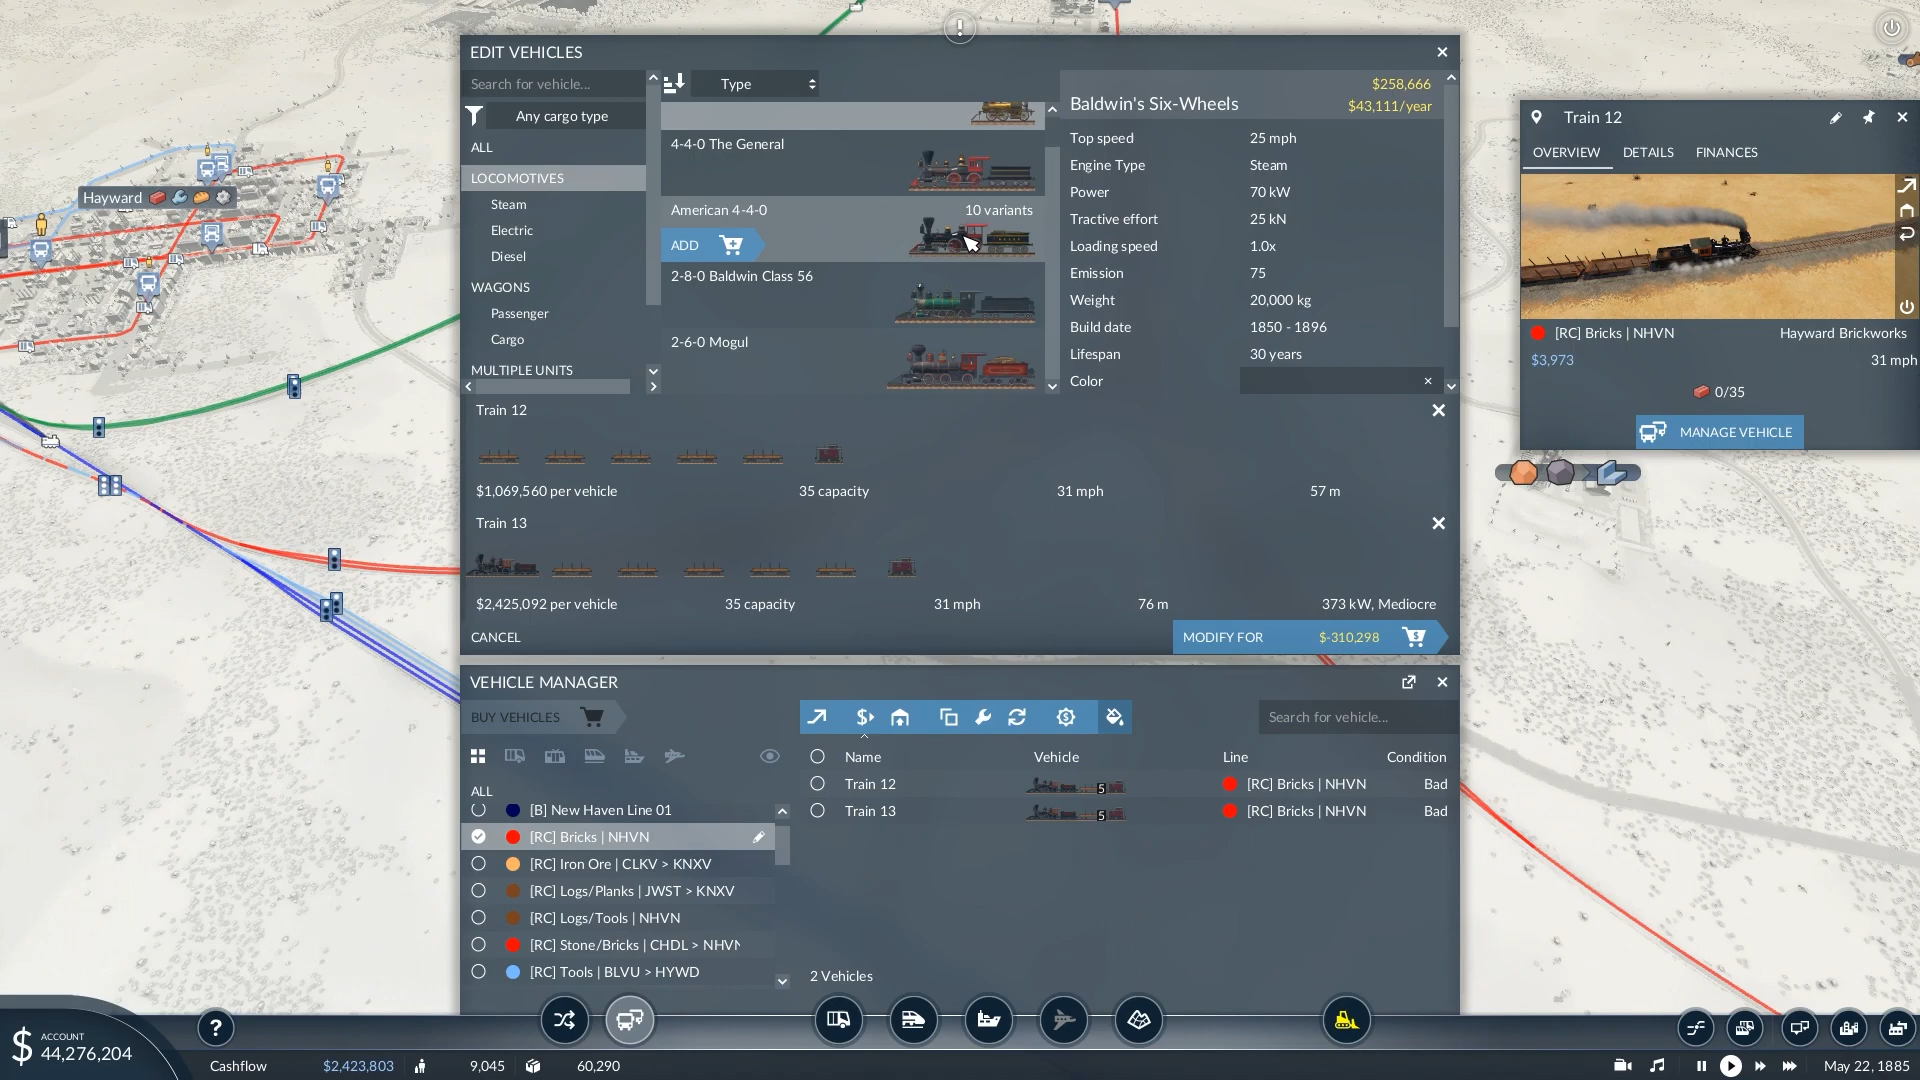 EDIT VEHICLES
Search for vehicle...
Type
Any cargo type
ALL
LOCOMOTIVES
Steam
Electric
Diesel
WAGONS
Passenger
Cargo
MULTIPLE UNITS
4-4-0 The General
American 4-4-0
10 variants
ADD
2-8-0 Baldwin Class 56
2-6-0 Mogul
$258,666
Baldwin's Six-Wheels
$43,111/year
Top speed 25 mph
Engine Type Steam
Power 70 kW
Tractive effort 25 kN
Loading speed 1.0x
Emission 75
Weight 20,000 kg
Build date 1850 - 1896
Lifespan 30 years
Color
Train 12
$1,069,560 per vehicle 35 capacity 31 mph 57 m
Train 13
$2,425,092 per vehicle 35 capacity 31 mph 76 m 373 kW, Mediocre
CANCEL
MODIFY FOR $-310,298
Train 12
OVERVIEW DETAILS FINANCES
[RC] Bricks | NHVN Hayward Brickworks
$3,973 31 mph
0/35
MANAGE VEHICLE
Hayward
VEHICLE MANAGER
BUY VEHICLES
Search for vehicle...
ALL
[B] New Haven Line 01
[RC] Bricks | NHVN
[RC] Iron Ore | CLKV > KNXV
[RC] Logs/Planks | JWST > KNXV
[RC] Logs/Tools | NHVN
[RC] Stone/Bricks | CHDL > NHVN
[RC] Tools | BLVU > HYWD
Name Vehicle Line Condition
Train 12 5 [RC] Bricks | NHVN Bad
Train 13 5 [RC] Bricks | NHVN Bad
2 Vehicles
?
$ ACCOUNT
44,276,204
Cashflow $2,423,803 9,045 60,290
May 22, 1885